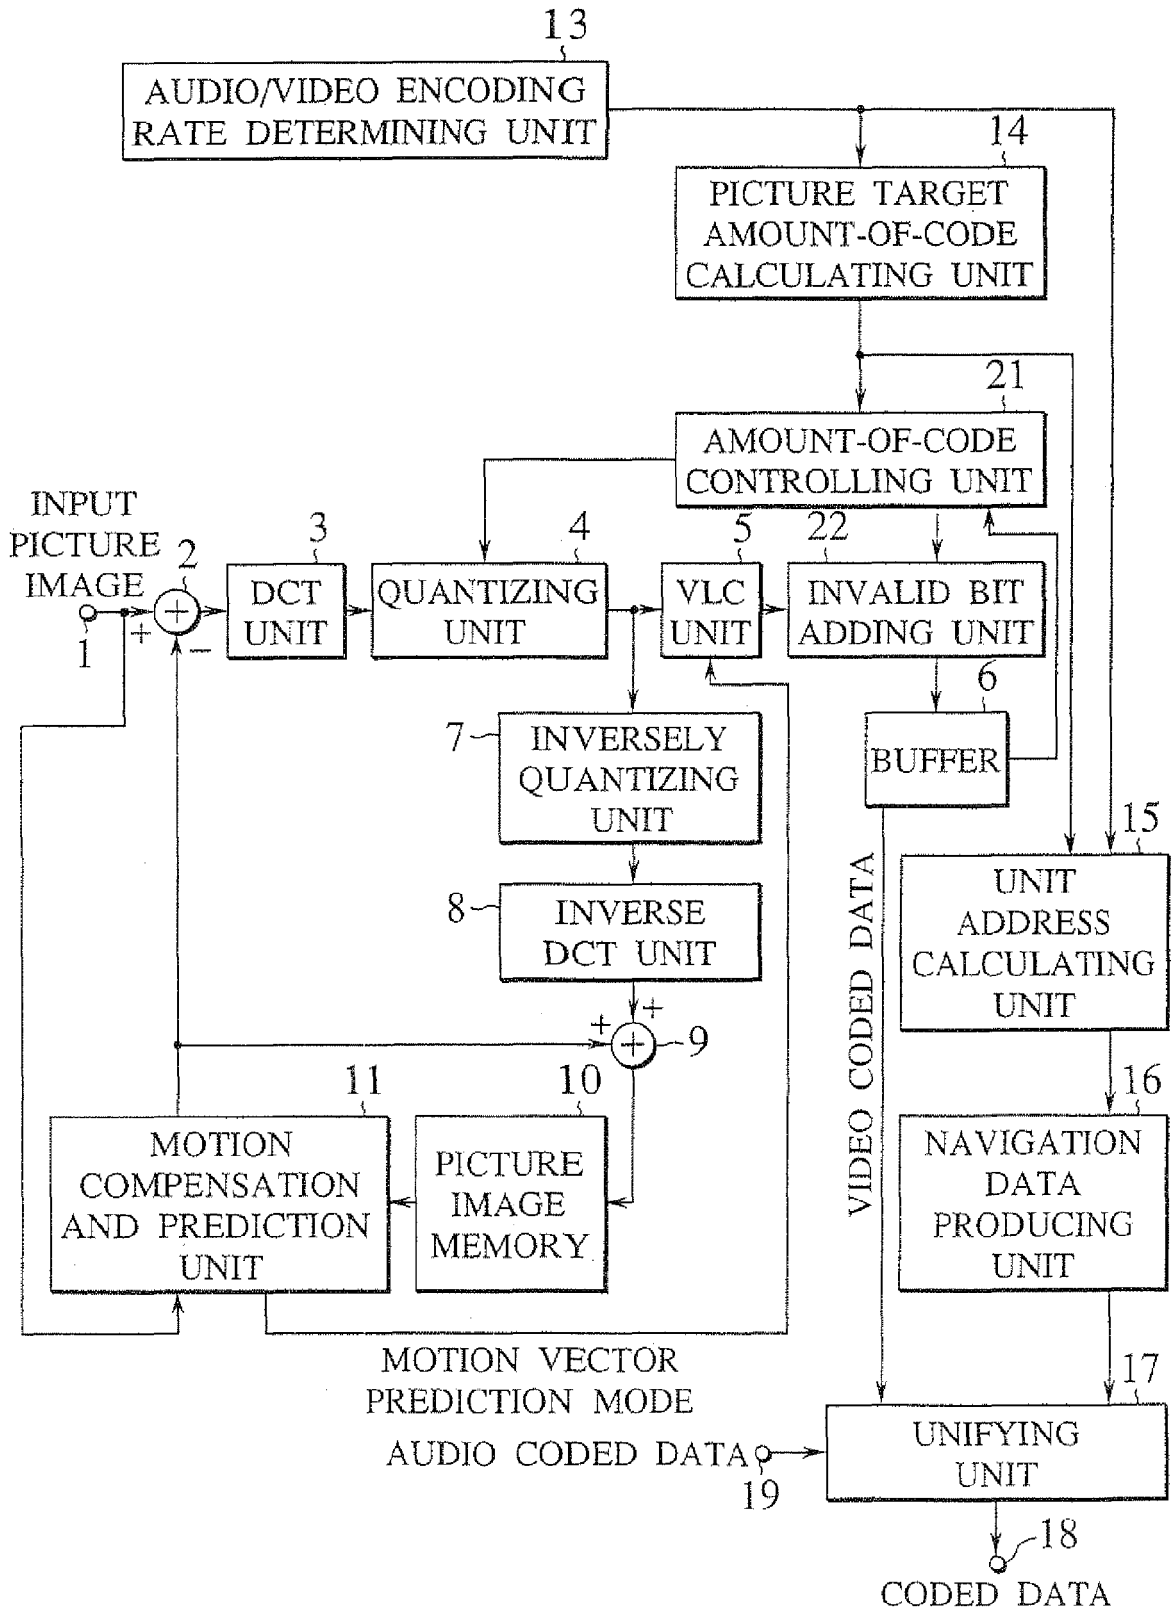 13
AUDIO/VIDEO ENCODING
RATE DETERMINING UNIT
14
PICTURE TARGET
AMOUNT-OF-CODE
CALCULATING UNIT
21
AMOUNT-OF-CODE
CONTROLLING UNIT
INPUT
PICTURE
IMAGE
1
+
2
+
−
3
DCT
UNIT
4
QUANTIZING
UNIT
5
VLC
UNIT
22
INVALID BIT
ADDING UNIT
6
BUFFER
7
INVERSELY
QUANTIZING
UNIT
8
INVERSE
DCT UNIT
+
+
+
9
10
PICTURE
IMAGE
MEMORY
11
MOTION
COMPENSATION
AND PREDICTION
UNIT
MOTION VECTOR
PREDICTION MODE
VIDEO CODED DATA
15
UNIT
ADDRESS
CALCULATING
UNIT
16
NAVIGATION
DATA
PRODUCING
UNIT
17
UNIFYING
UNIT
AUDIO CODED DATA
19
18
CODED DATA